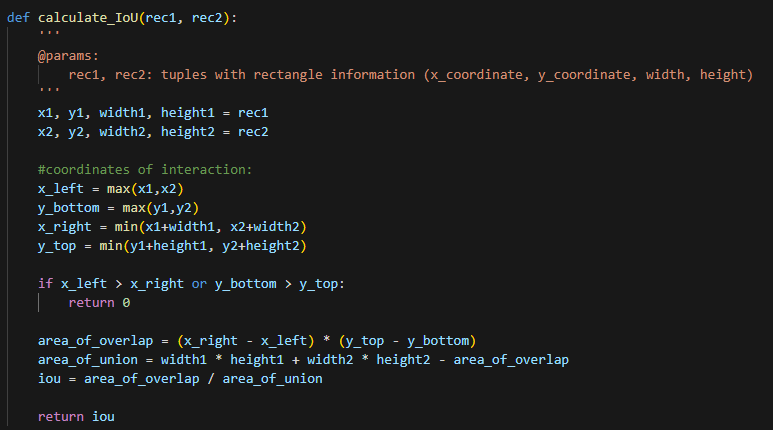 def calculate_IoU(rec1, rec2):
    '''
    @params:
        rec1, rec2: tuples with rectangle information (x_coordinate, y_coordinate, width, height)
    '''
    x1, y1, width1, height1 = rec1
    x2, y2, width2, height2 = rec2

    #coordinates of interaction:
    x_left = max(x1,x2)
    y_bottom = max(y1,y2)
    x_right = min(x1+width1, x2+width2)
    y_top = min(y1+height1, y2+height2)

    if x_left > x_right or y_bottom > y_top:
        return 0

    area_of_overlap = (x_right - x_left) * (y_top - y_bottom)
    area_of_union = width1 * height1 + width2 * height2 - area_of_overlap
    iou = area_of_overlap / area_of_union

    return iou